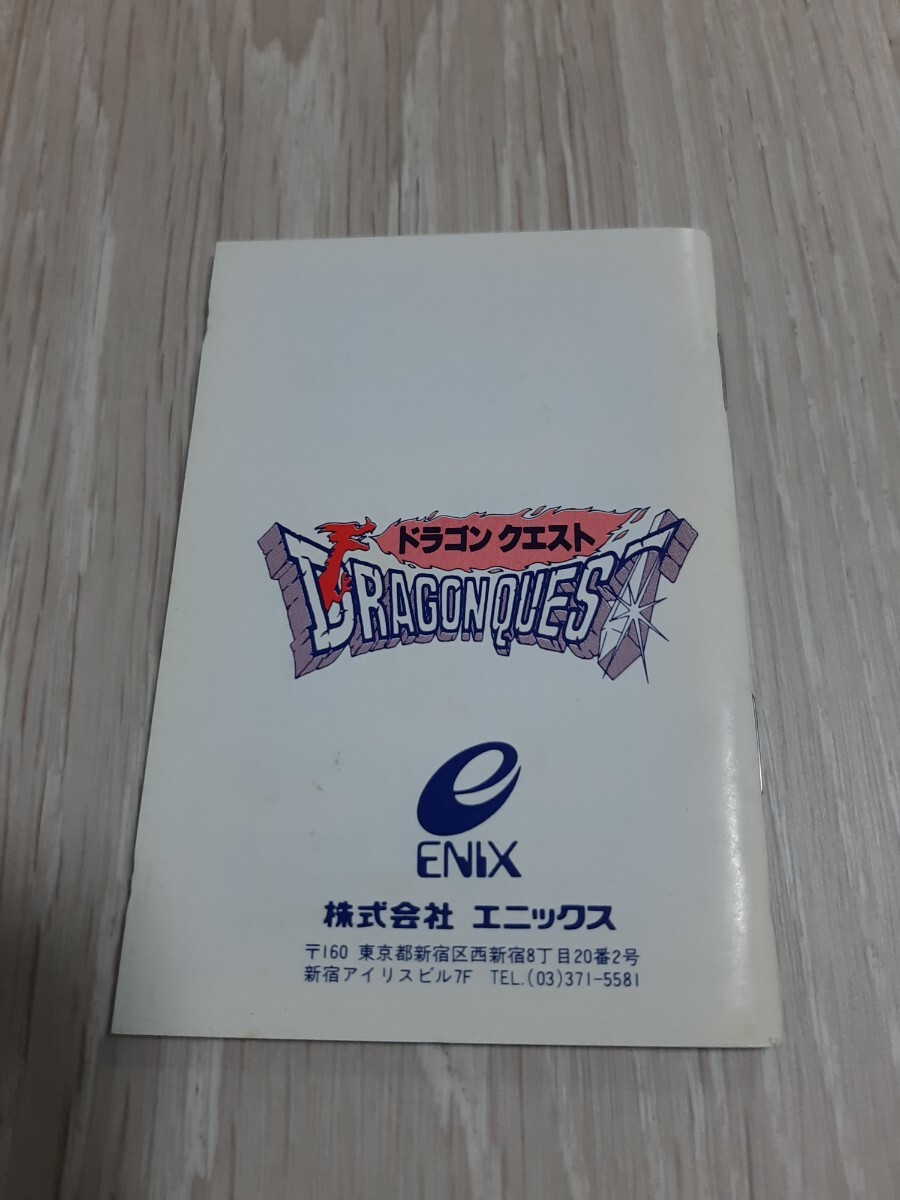 ドラゴン クエスト
DRAGON QUEST
e
ENIX
株式会社 エニックス
〒160 東京都新宿区西新宿8丁目20番2号
新宿アイリスビル7F TEL.(03)371-5581